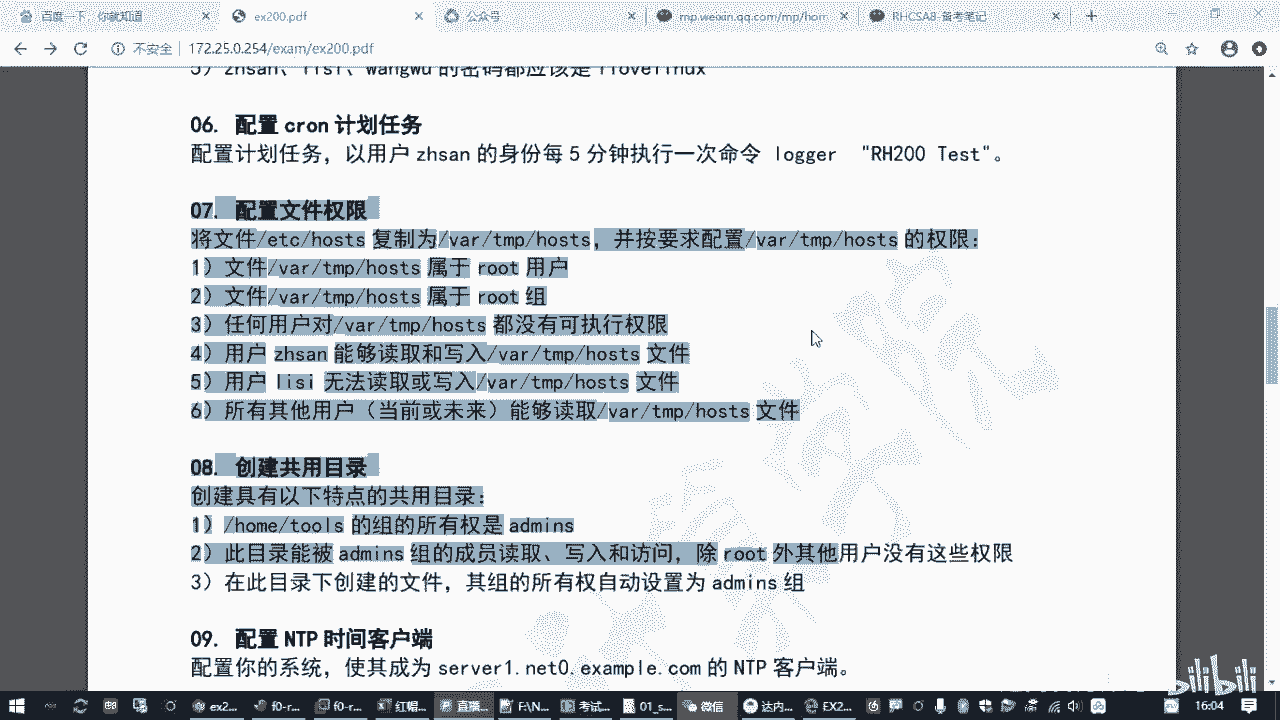 百度一下，你就知道
ex200.pdf
公众号
mp.weixin.qq.com/mp/hom
RHCSA8-备考笔记
不安全 172.25.0.254/exam/ex200.pdf
5）zhsan、lisi、wangwu 的密码都应该是 ilovelinux
06. 配置 cron 计划任务
配置计划任务，以用户 zhsan 的身份每 5 分钟执行一次命令 logger "RH200 Test"。
07. 配置文件权限
将文件/etc/hosts 复制为/var/tmp/hosts，并按要求配置/var/tmp/hosts 的权限：
1）文件/var/tmp/hosts 属于 root 用户
2）文件/var/tmp/hosts 属于 root 组
3）任何用户对/var/tmp/hosts 都没有可执行权限
4）用户 zhsan 能够读取和写入/var/tmp/hosts 文件
5）用户 lisi 无法读取或写入/var/tmp/hosts 文件
6）所有其他用户（当前或未来）能够读取/var/tmp/hosts 文件
08. 创建共用目录
创建具有以下特点的共用目录：
1）/home/tools 的组的所有权是 admins
2）此目录能被 admins 组的成员读取、写入和访问，除 root 外其他用户没有这些权限
3）在此目录下创建的文件，其组的所有权自动设置为 admins 组
09. 配置 NTP 时间客户端
配置你的系统，使其成为 server1.net0.example.com 的 NTP 客户端。
bilibili
ex2... f0-r... f0-r... 红帽... 直播... F:\N... 考试... 01_s... 微信 达内... EX2... 16:04